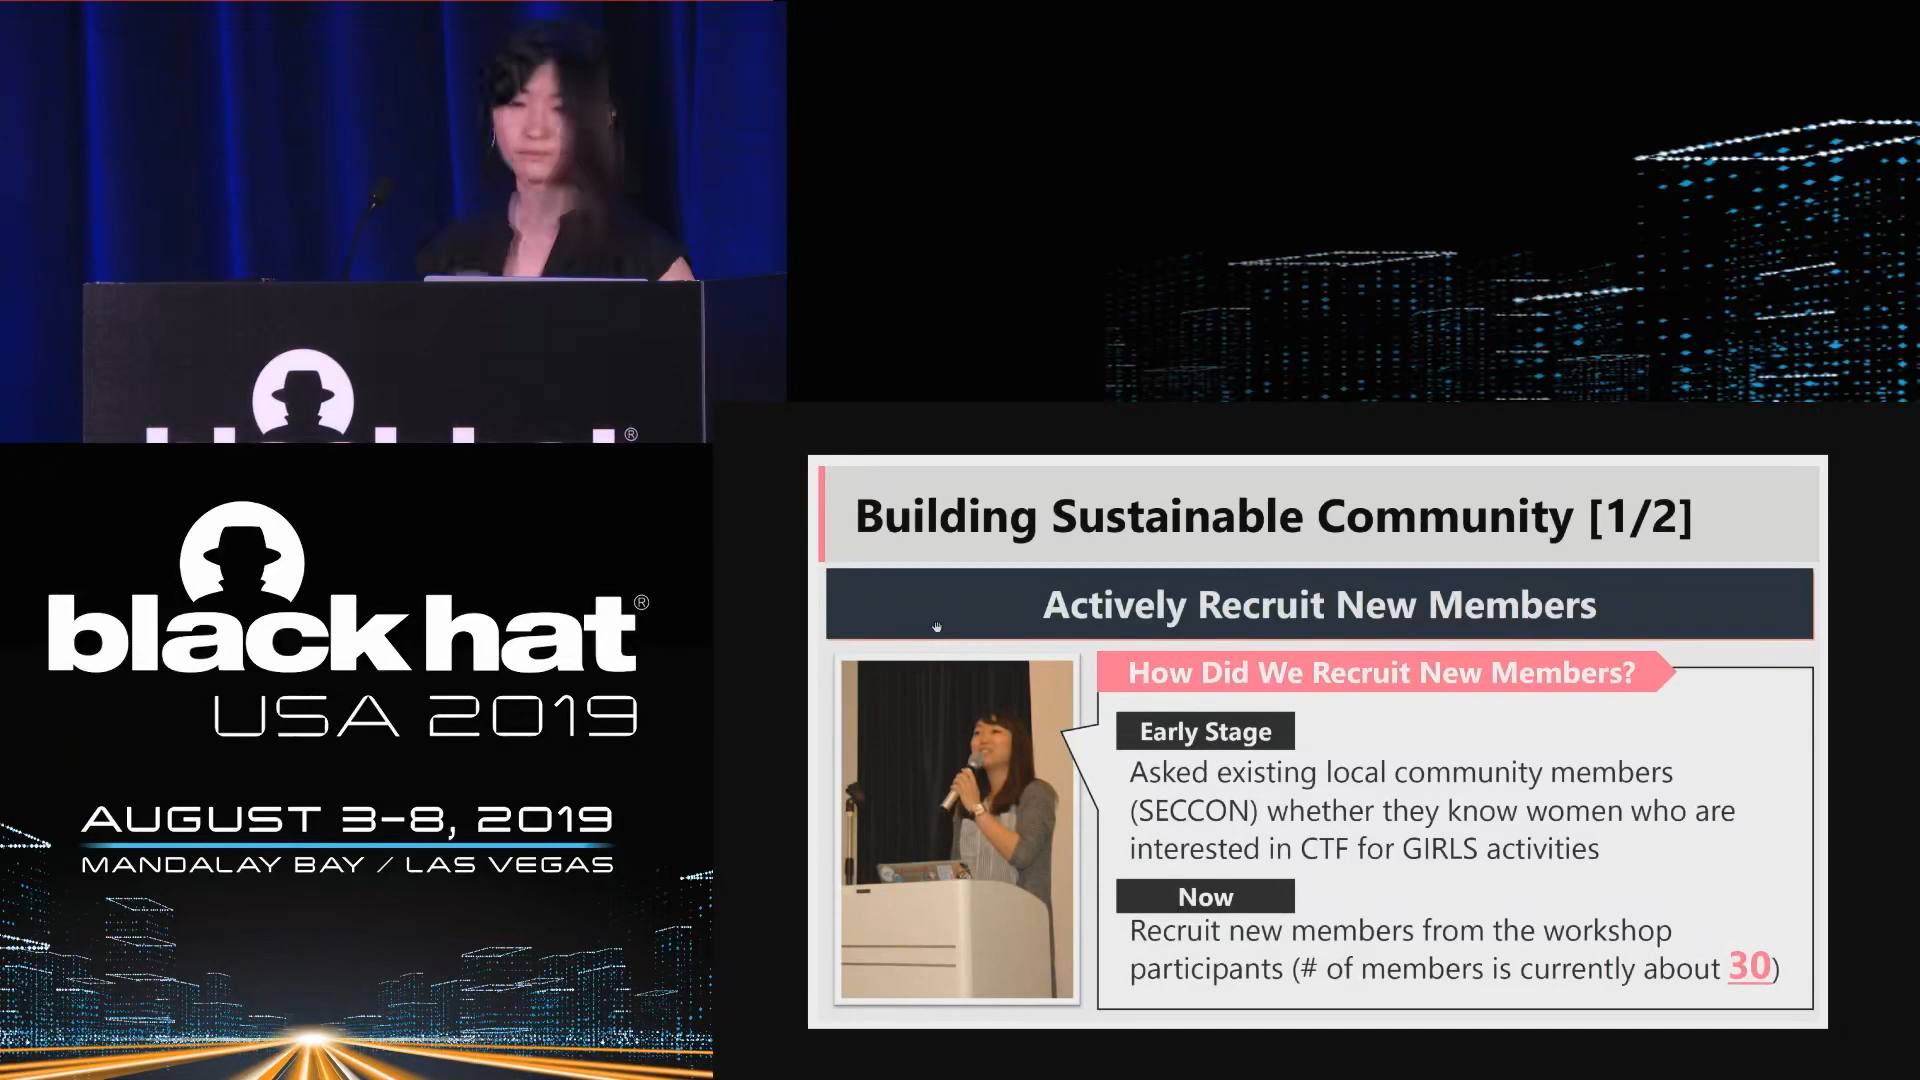 ®
black hat®
USA 2019
AUGUST 3-8, 2019
MANDALAY BAY / LAS VEGAS
Building Sustainable Community [1/2]
Actively Recruit New Members
How Did We Recruit New Members?
Early Stage
Asked existing local community members
(SECCON) whether they know women who are
interested in CTF for GIRLS activities
Now
Recruit new members from the workshop
participants (# of members is currently about 30)